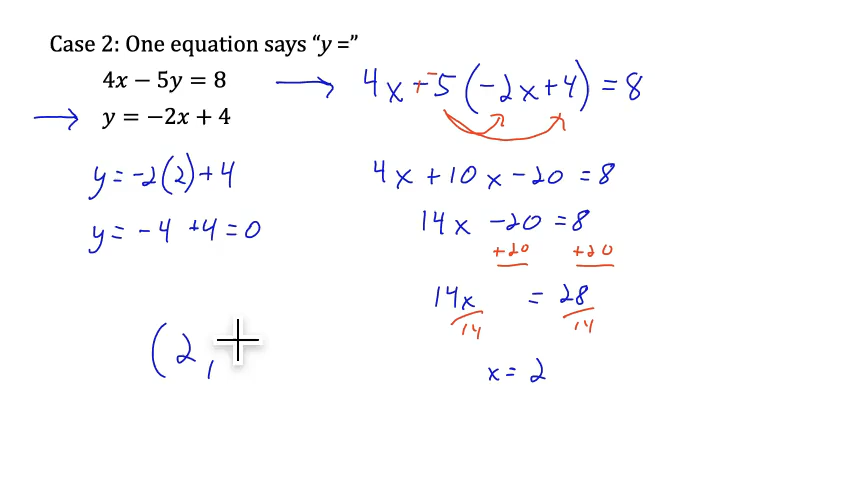 Case 2: One equation says “y =”
4x − 5y = 8
y = −2x + 4
y = -2(2) + 4
y = -4 +4 = 0
(2,
4x + -5(-2x+4) = 8
4x +10x -20 = 8
14x -20 = 8
+20 +20
14x = 28
/14 /14
x = 2